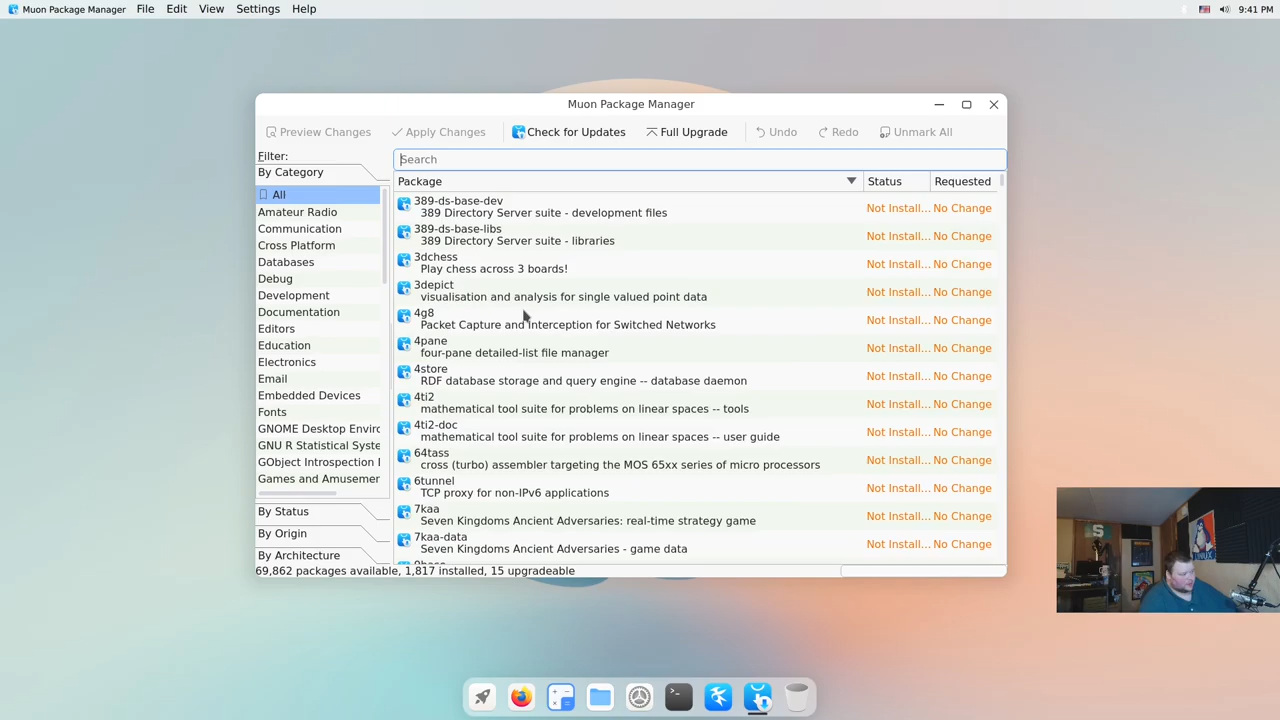 Muon Package Manager File Edit View Settings Help 9:41 PM
Muon Package Manager
Preview Changes Apply Changes Check for Updates Full Upgrade Undo Redo Unmark All
Filter:
By Category
All
Amateur Radio
Communication
Cross Platform
Databases
Debug
Development
Documentation
Editors
Education
Electronics
Email
Embedded Devices
Fonts
GNOME Desktop Enviro
GNU R Statistical Syste
GObject Introspection
Games and Amusemen
By Status
By Origin
By Architecture
Search
Package Status Requested
389-ds-base-dev
389 Directory Server suite - development files Not Install... No Change
389-ds-base-libs
389 Directory Server suite - libraries Not Install... No Change
3dchess
Play chess across 3 boards! Not Install... No Change
3depict
visualisation and analysis for single valued point data Not Install... No Change
4g8
Packet Capture and Interception for Switched Networks Not Install... No Change
4pane
four-pane detailed-list file manager Not Install... No Change
4store
RDF database storage and query engine -- database daemon Not Install... No Change
4ti2
mathematical tool suite for problems on linear spaces -- tools Not Install... No Change
4ti2-doc
mathematical tool suite for problems on linear spaces -- user guide Not Install... No Change
64tass
cross (turbo) assembler targeting the MOS 65xx series of micro processors Not Install... No Change
6tunnel
TCP proxy for non-IPv6 applications Not Install... No Change
7kaa
Seven Kingdoms Ancient Adversaries: real-time strategy game Not Install... No Change
7kaa-data
Seven Kingdoms Ancient Adversaries - game data Not Install... No Change
69,862 packages available, 1,817 installed, 15 upgradeable